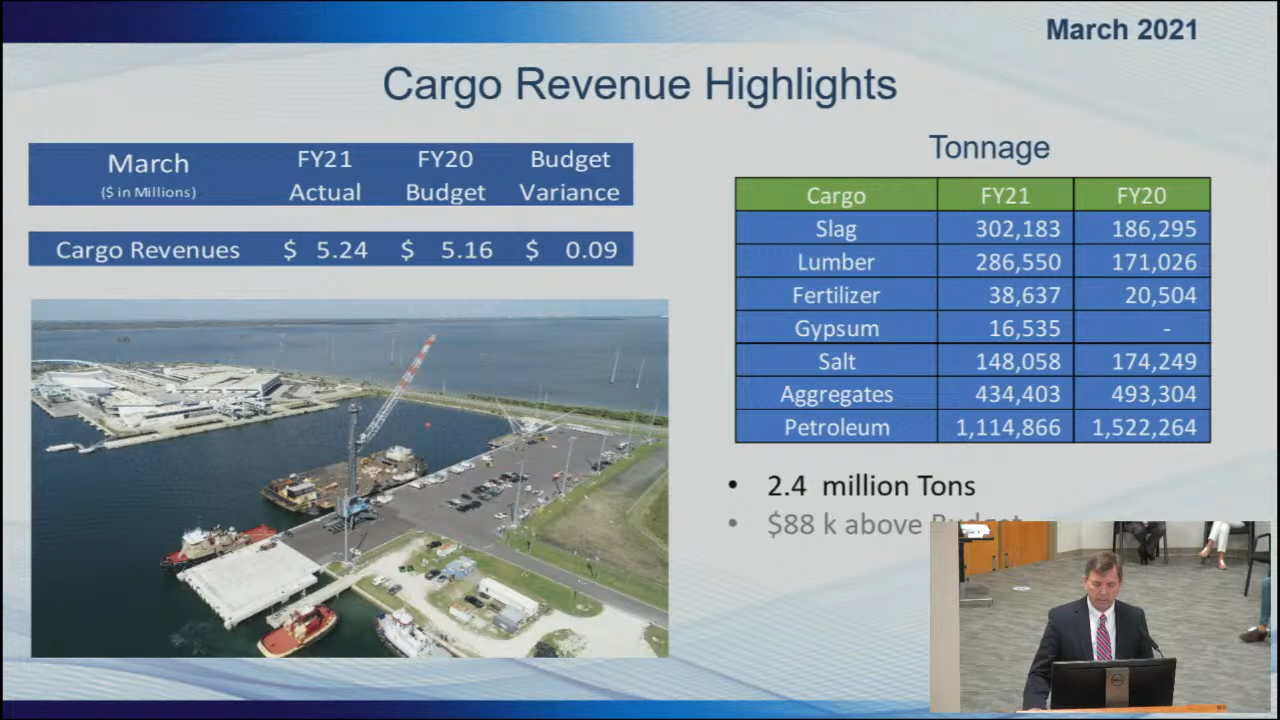 March 2021
Cargo Revenue Highlights
March FY21 FY20 Budget
($ in Millions) Actual Budget Variance
Cargo Revenues $ 5.24 $ 5.16 $ 0.09
Tonnage
Cargo FY21 FY20
Slag 302,183 186,295
Lumber 286,550 171,026
Fertilizer 38,637 20,504
Gypsum 16,535 -
Salt 148,058 174,249
Aggregates 434,403 493,304
Petroleum 1,114,866 1,522,264
• 2.4 million Tons
• $88 k above
DELL